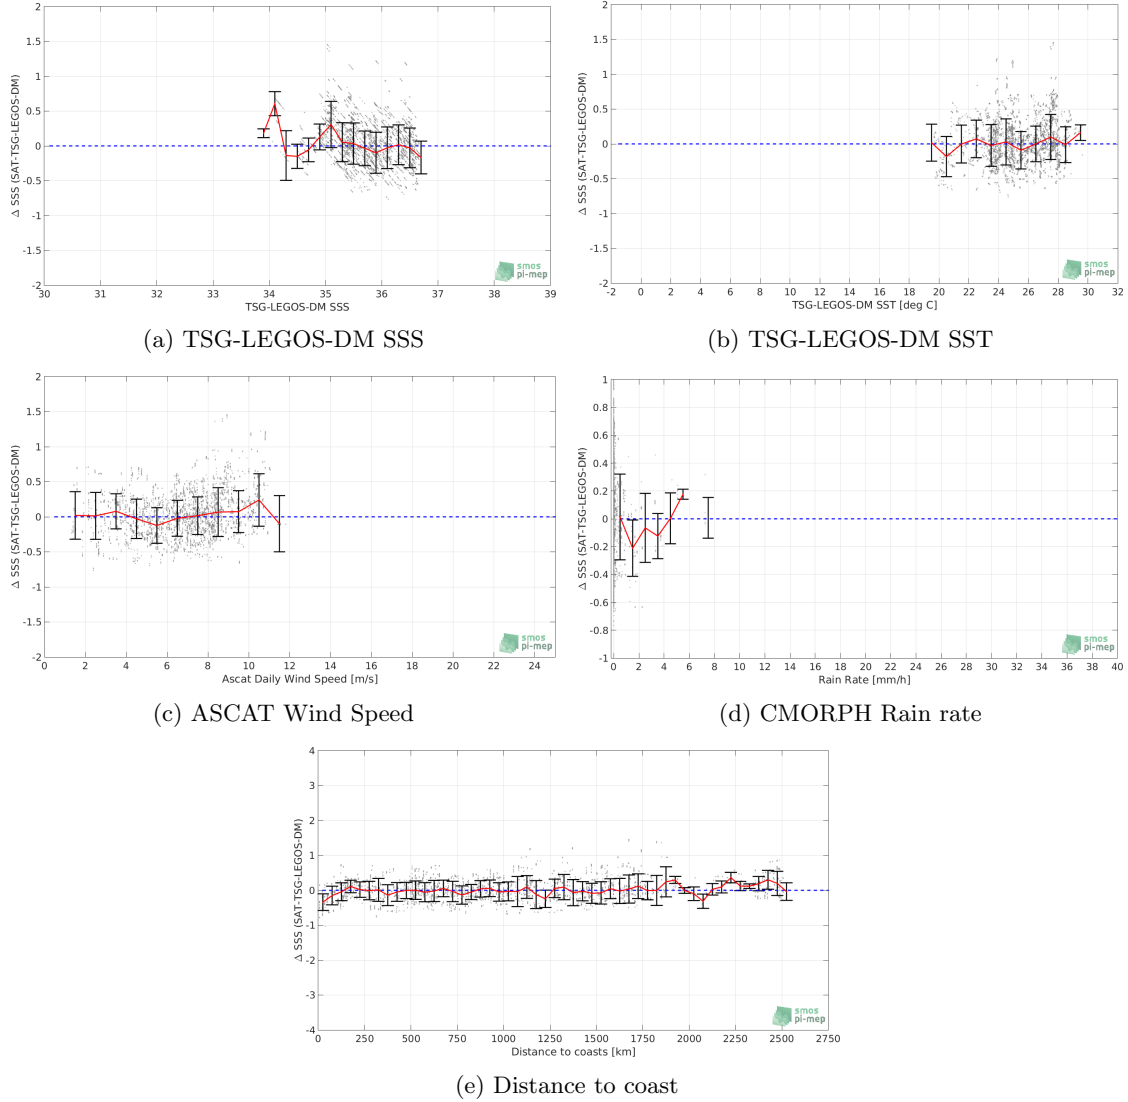 2
1.5
1
0.5
0
-0.5
-1
-1.5
-2
Δ SSS (SAT-TSG-LEGOS-DM)
30 31 32 33 34 35 36 37 38 39
TSG-LEGOS-DM SSS
smos
pi-mep
(a) TSG-LEGOS-DM SSS
2
1.5
1
0.5
0
-0.5
-1
-1.5
-2
Δ SSS (SAT-TSG-LEGOS-DM)
-2 0 2 4 6 8 10 12 14 16 18 20 22 24 26 28 30 32
TSG-LEGOS-DM SST [deg C]
smos
pi-mep
(b) TSG-LEGOS-DM SST
2
1.5
1
0.5
0
-0.5
-1
-1.5
-2
Δ SSS (SAT-TSG-LEGOS-DM)
0 2 4 6 8 10 12 14 16 18 20 22 24
Ascat Daily Wind Speed [m/s]
smos
pi-mep
(c) ASCAT Wind Speed
1
0.8
0.6
0.4
0.2
0
-0.2
-0.4
-0.6
-0.8
-1
Δ SSS (SAT-TSG-LEGOS-DM)
0 2 4 6 8 10 12 14 16 18 20 22 24 26 28 30 32 34 36 38 40
Rain Rate [mm/h]
smos
pi-mep
(d) CMORPH Rain rate
4
3
2
1
0
-1
-2
-3
-4
Δ SSS (SAT-TSG-LEGOS-DM)
0 250 500 750 1000 1250 1500 1750 2000 2250 2500 2750
Distance to coasts [km]
smos
pi-mep
(e) Distance to coast